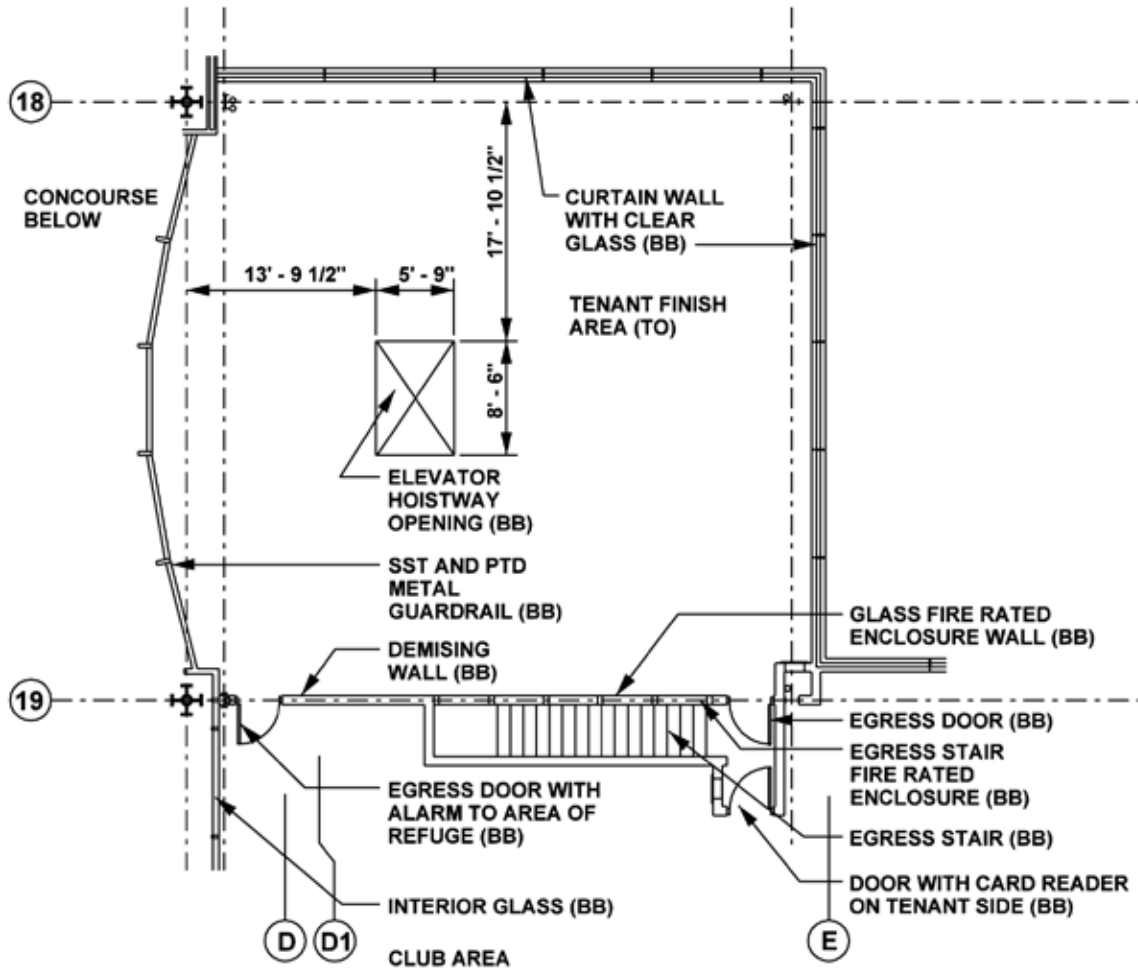 18
CONCOURSE
BELOW
17' - 10 1/2"
CURTAIN WALL
WITH CLEAR
GLASS (BB)
13' - 9 1/2"
5' - 9"
TENANT FINISH
AREA (TO)
8' - 6"
ELEVATOR
HOISTWAY
OPENING (BB)
SST AND PTD
METAL
GUARDRAIL (BB)
GLASS FIRE RATED
ENCLOSURE WALL (BB)
DEMISING
WALL (BB)
19
EGRESS DOOR (BB)
EGRESS STAIR
FIRE RATED
ENCLOSURE (BB)
EGRESS DOOR WITH
ALARM TO AREA OF
REFUGE (BB)
EGRESS STAIR (BB)
DOOR WITH CARD READER
ON TENANT SIDE (BB)
INTERIOR GLASS (BB)
D
D1
E
CLUB AREA